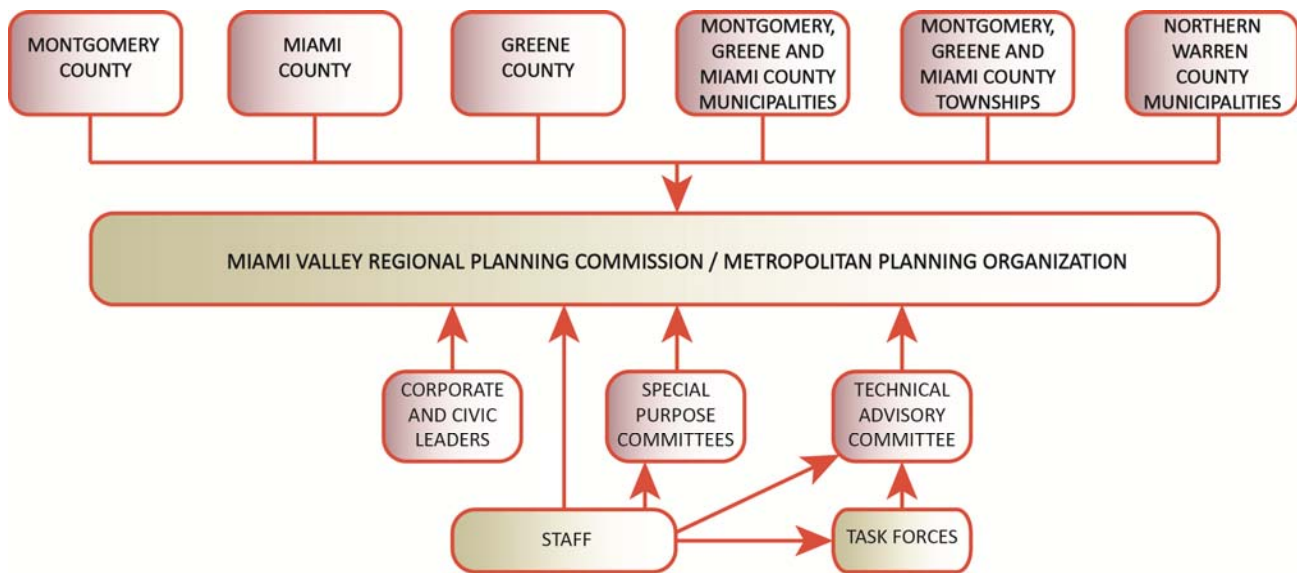 MONTGOMERY
COUNTY
MIAMI
COUNTY
GREENE
COUNTY
MONTGOMERY,
GREENE AND
MIAMI COUNTY
MUNICIPALITIES
MONTGOMERY,
GREENE AND
MIAMI COUNTY
TOWNSHIPS
NORTHERN
WARREN
COUNTY
MUNICIPALITIES
MIAMI VALLEY REGIONAL PLANNING COMMISSION / METROPOLITAN PLANNING ORGANIZATION
CORPORATE
AND CIVIC
LEADERS
SPECIAL
PURPOSE
COMMITTEES
TECHNICAL
ADVISORY
COMMITTEE
STAFF
TASK FORCES